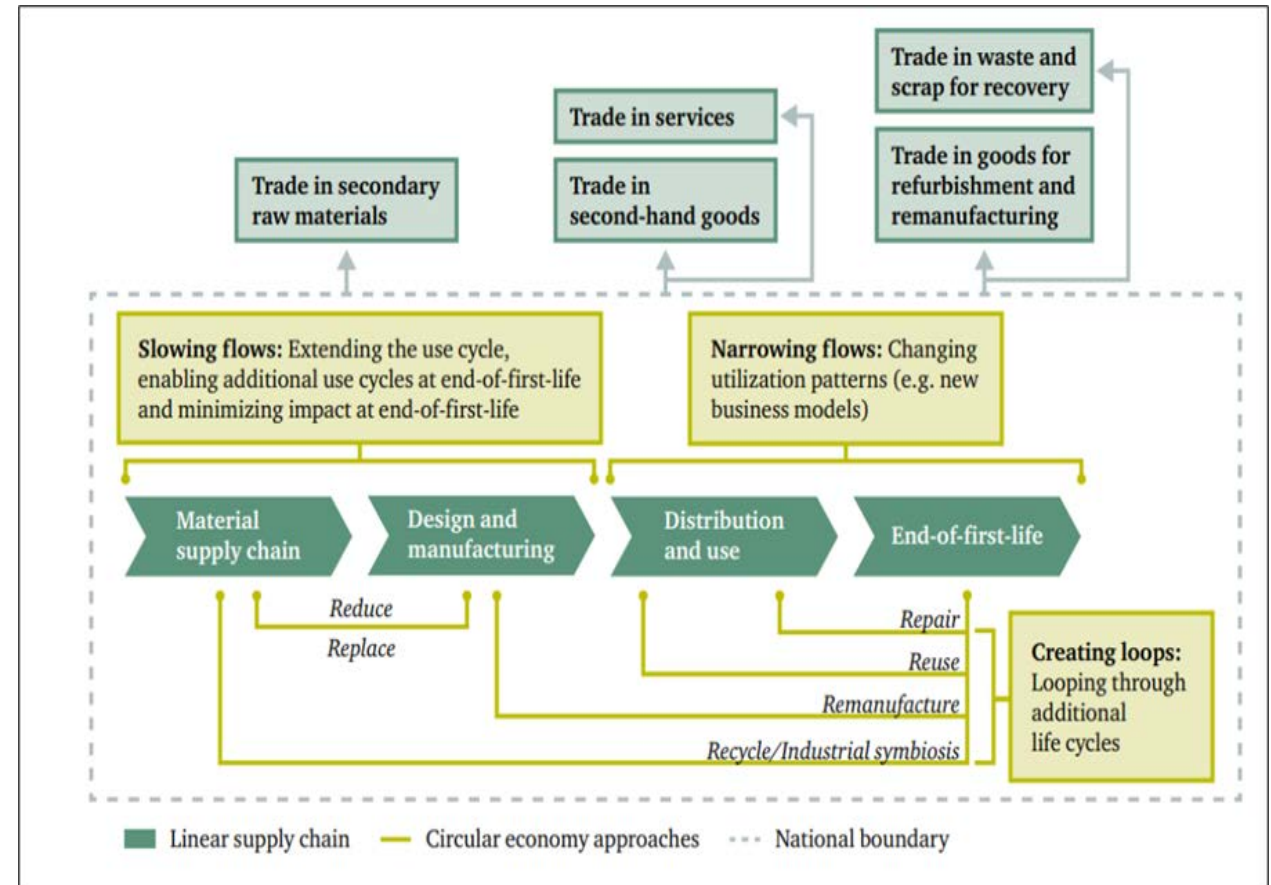 Trade in waste and
scrap for recovery
Trade in services
Trade in goods for
refurbishment and
remanufacturing
Trade in secondary
raw materials
Trade in
second-hand goods
Slowing flows: Extending the use cycle,
enabling additional use cycles at end-of-first-life
and minimizing impact at end-of-first-life
Narrowing flows: Changing
utilization patterns (e.g. new
business models)
Material
supply chain
Design and
manufacturing
Distribution
and use
End-of-first-life
Reduce
Replace
Repair
Reuse
Remanufacture
Recycle/Industrial symbiosis
Creating loops:
Looping through
additional
life cycles
Linear supply chain
Circular economy approaches
National boundary